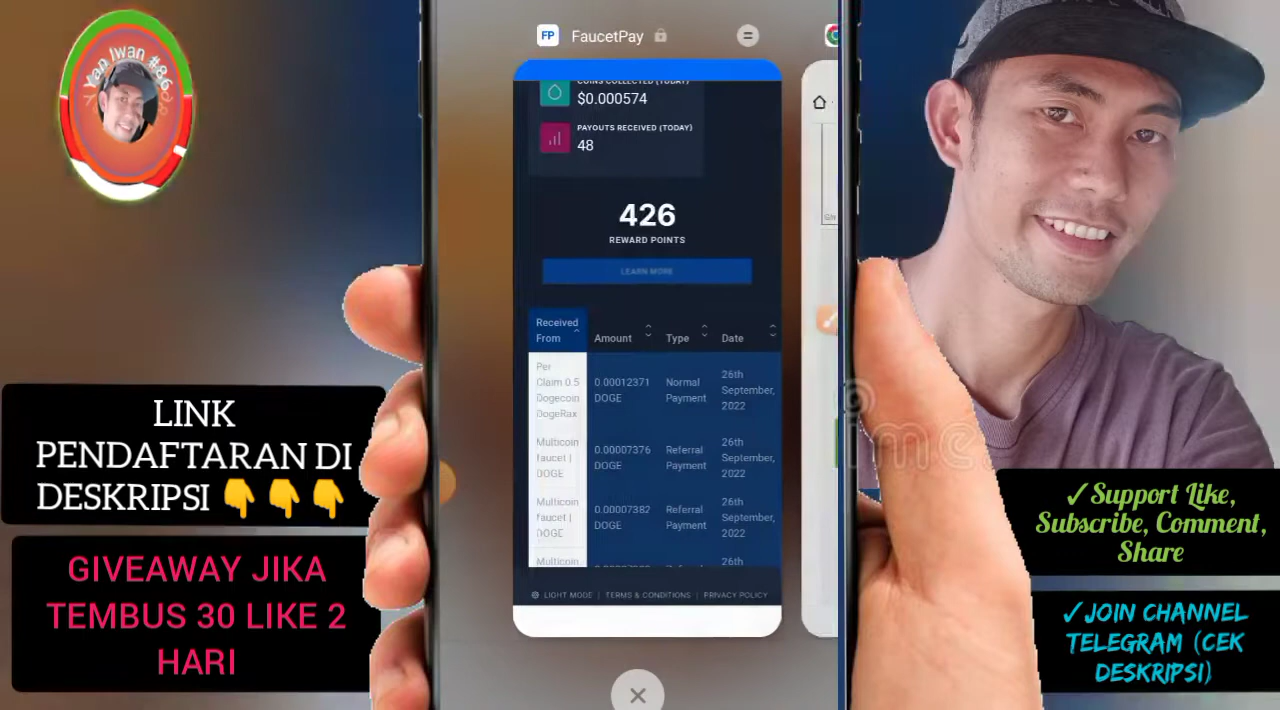 Yan Iwan #86
LINK
PENDAFTARAN DI
DESKRIPSI 👇👇👇
GIVEAWAY JIKA
TEMBUS 30 LIKE 2
HARI
FP FaucetPay
COINS COLLECTED (TODAY)
$0.000574
PAYOUTS RECEIVED (TODAY)
48
426
REWARD POINTS
LEARN MORE
Received From Amount Type Date
Per Claim 0.5 Dogecoin DogeRax 0.00012371 DOGE Normal Payment 26th September, 2022
Multicoin faucet | DOGE 0.00007376 DOGE Referral Payment 26th September, 2022
Multicoin faucet | DOGE 0.00007382 DOGE Referral Payment 26th September, 2022
Multicoin Referral 26th
LIGHT MODE | TERMS & CONDITIONS | PRIVACY POLICY
✓Support Like,
Subscribe, Comment,
Share
✓JOIN CHANNEL
TELEGRAM (CEK
DESKRIPSI)